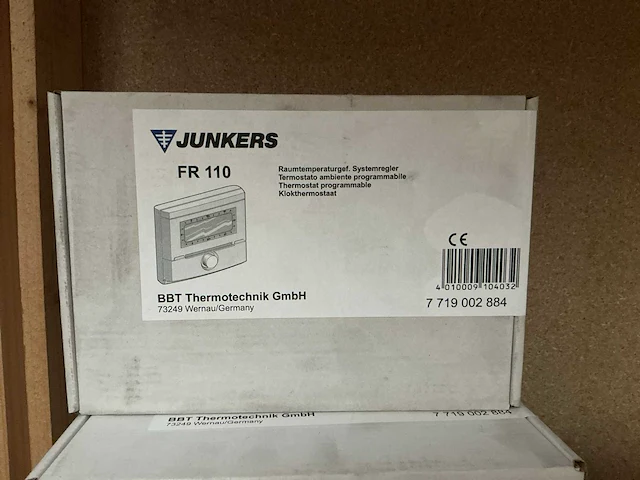 JUNKERS
FR 110
Raumtemperaturgef. Systemregler
Termostato ambiente programmabile
Thermostat programmable
Klokthermostaat
CE
4 010009 104032
7 719 002 884
BBT Thermotechnik GmbH
73249 Wernau/Germany
BBT Thermotechnik GmbH
73249 Wernau/Germany
7 719 002 884